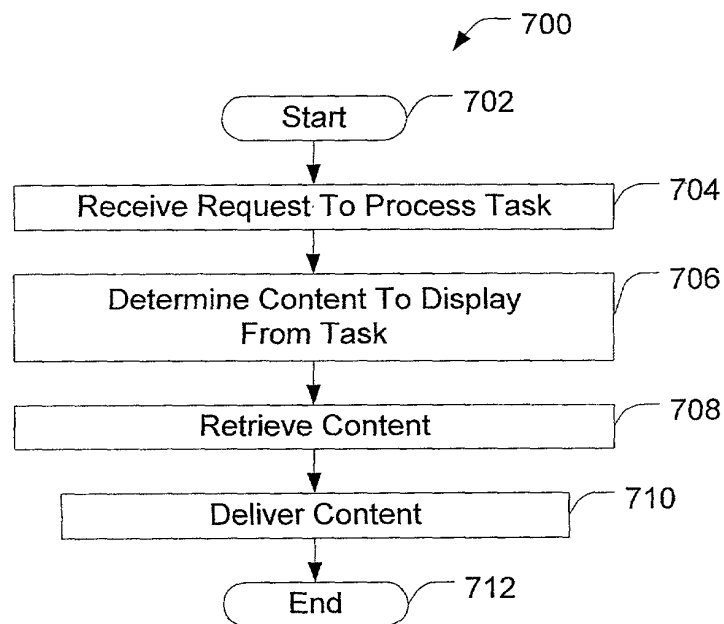 700
Start
702
Receive Request To Process Task
704
Determine Content To Display
From Task
706
Retrieve Content
708
Deliver Content
710
End
712